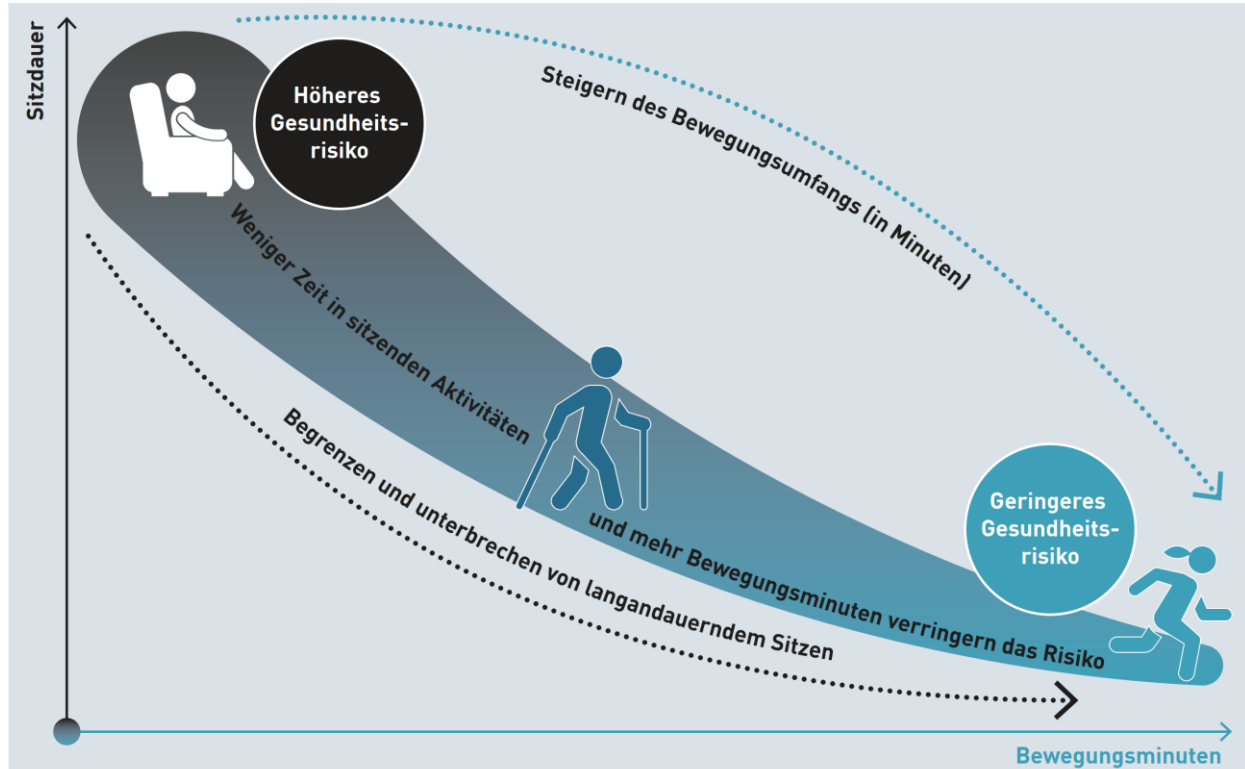 Sitzdauer
Höheres
Gesundheits-
risiko
Steigern des Bewegungsumfangs (in Minuten)
Weniger Zeit in sitzenden Aktivitäten
und mehr Bewegungsminuten verringern das Risiko
Begrenzen und unterbrechen von langandauerndem Sitzen
Geringeres
Gesundheits-
risiko
Bewegungsminuten